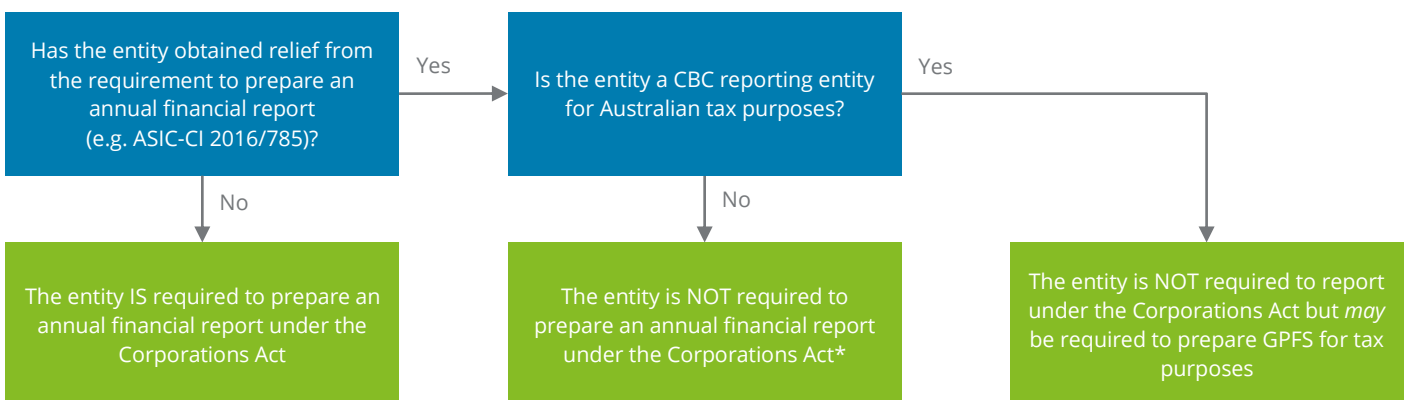 Has the entity obtained relief from
the requirement to prepare an
annual financial report
(e.g. ASIC-CI 2016/785)?
Yes
Is the entity a CBC reporting entity
for Australian tax purposes?
Yes
No
No
The entity IS required to prepare an
annual financial report under the
Corporations Act
The entity is NOT required to
prepare an annual financial report
under the Corporations Act*
The entity is NOT required to report
under the Corporations Act but may
be required to prepare GPFS for tax
purposes